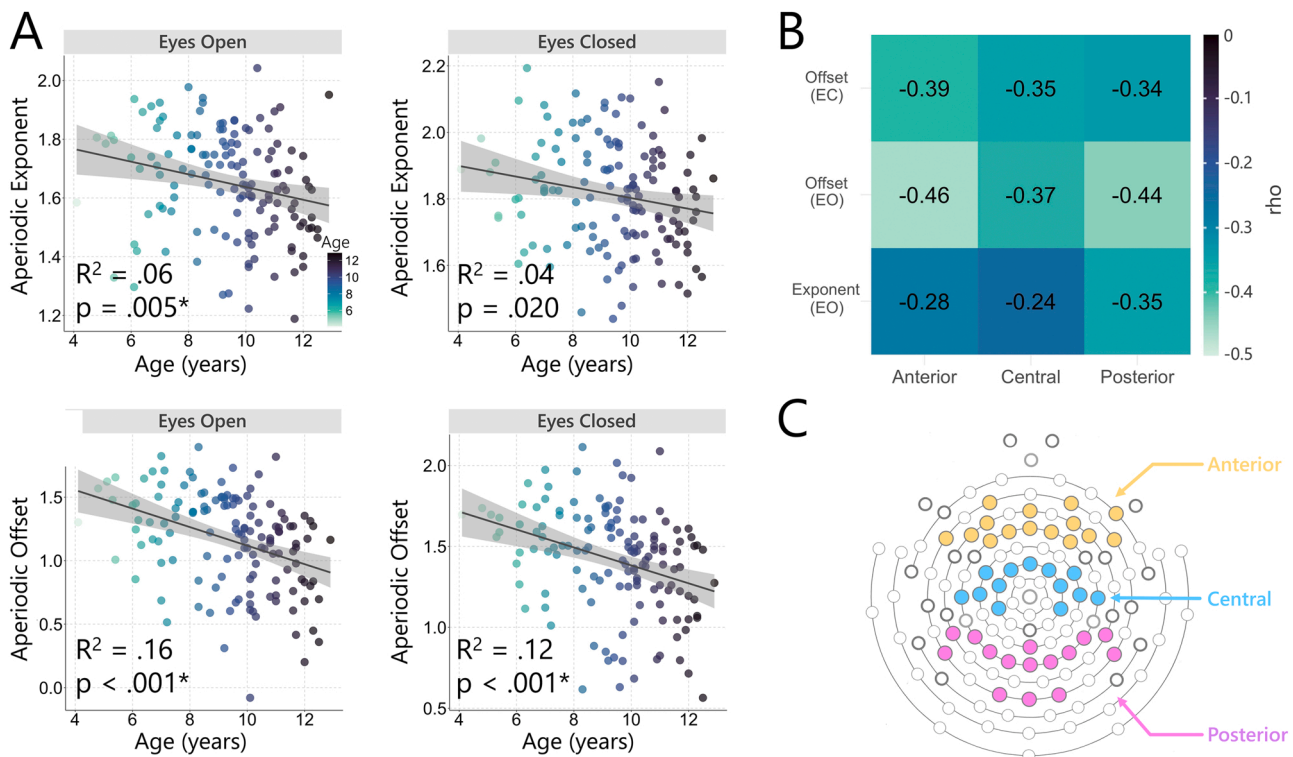 A
Eyes Open
Aperiodic Exponent
2.0
1.8
1.6
1.4
1.2
Age
12
10
8
6
R² = .06
p = .005*
4 6 8 10 12
Age (years)
Eyes Closed
Aperiodic Exponent
2.2
2.0
1.8
1.6
R² = .04
p = .020
4 6 8 10 12
Age (years)
Eyes Open
Aperiodic Offset
1.5
1.0
0.5
0.0
R² = .16
p < .001*
4 6 8 10 12
Age (years)
Eyes Closed
Aperiodic Offset
2.0
1.5
1.0
0.5
R² = .12
p < .001*
4 6 8 10 12
Age (years)
B
Offset
(EC)
-0.39 -0.35 -0.34
Offset
(EO)
-0.46 -0.37 -0.44
Exponent
(EO)
-0.28 -0.24 -0.35
Anterior Central Posterior
0
-0.1
-0.2
-0.3
-0.4
-0.5
rho
C
Anterior
Central
Posterior